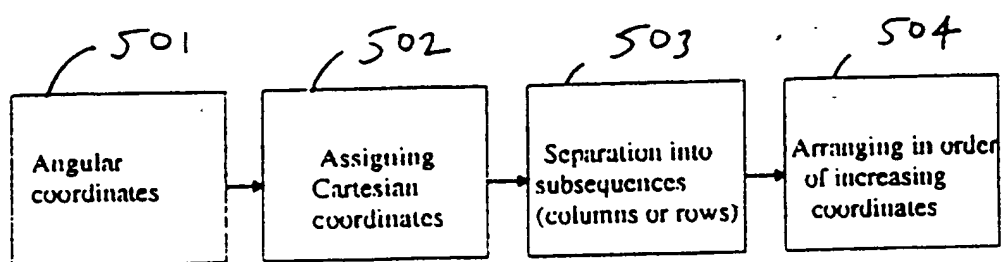 501
502
503
504
Angular
coordinates
Assigning
Cartesian
coordinates
Separation into
subsequences
(columns or rows)
Arranging in order
of increasing
coordinates